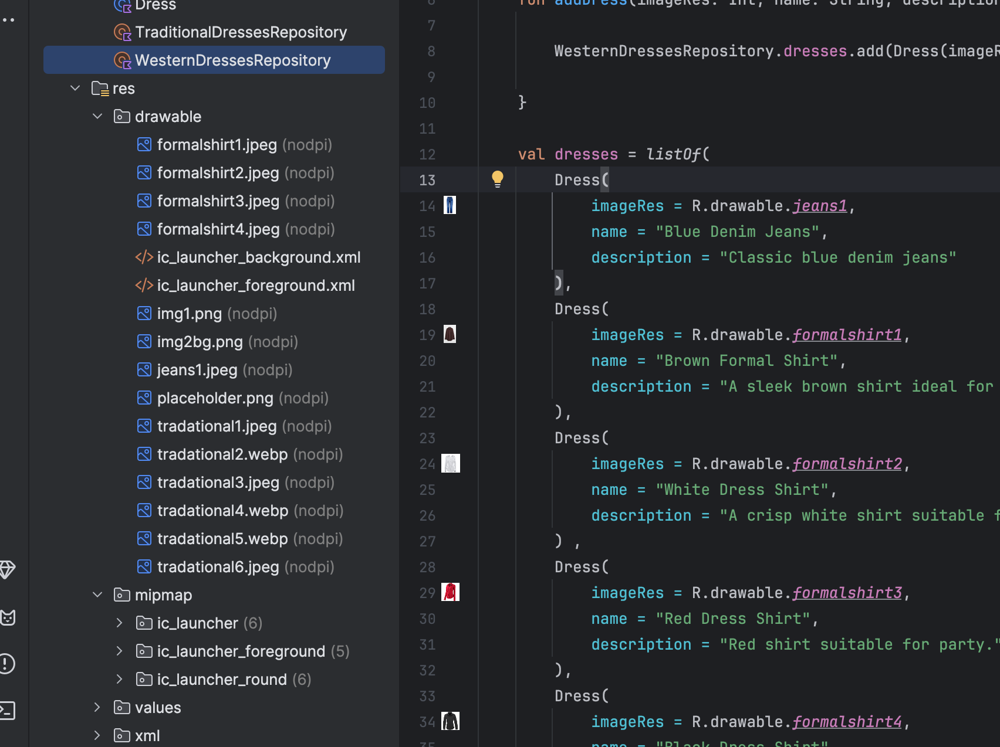 Dress
TraditionalDressesRepository
WesternDressesRepository
res
drawable
formalshirt1.jpeg (nodpi)
formalshirt2.jpeg (nodpi)
formalshirt3.jpeg (nodpi)
formalshirt4.jpeg (nodpi)
</> ic_launcher_background.xml
</> ic_launcher_foreground.xml
img1.png (nodpi)
img2bg.png (nodpi)
jeans1.jpeg (nodpi)
placeholder.png (nodpi)
tradational1.jpeg (nodpi)
tradational2.webp (nodpi)
tradational3.jpeg (nodpi)
tradational4.webp (nodpi)
tradational5.webp (nodpi)
tradational6.jpeg (nodpi)
mipmap
ic_launcher (6)
ic_launcher_foreground (5)
ic_launcher_round (6)
values
xml
6 fun addDress(imageRes: Int, name: String, description
7
8 WesternDressesRepository.dresses.add(Dress(imageR
9
10 }
11
12 val dresses = listOf(
13 Dress(
14 imageRes = R.drawable.jeans1,
15 name = "Blue Denim Jeans",
16 description = "Classic blue denim jeans"
17 ),
18 Dress(
19 imageRes = R.drawable.formalshirt1,
20 name = "Brown Formal Shirt",
21 description = "A sleek brown shirt ideal for
22 ),
23 Dress(
24 imageRes = R.drawable.formalshirt2,
25 name = "White Dress Shirt",
26 description = "A crisp white shirt suitable f
27 ) ,
28 Dress(
29 imageRes = R.drawable.formalshirt3,
30 name = "Red Dress Shirt",
31 description = "Red shirt suitable for party."
32 ),
33 Dress(
34 imageRes = R.drawable.formalshirt4,
35 name = "Black Dress Shirt"